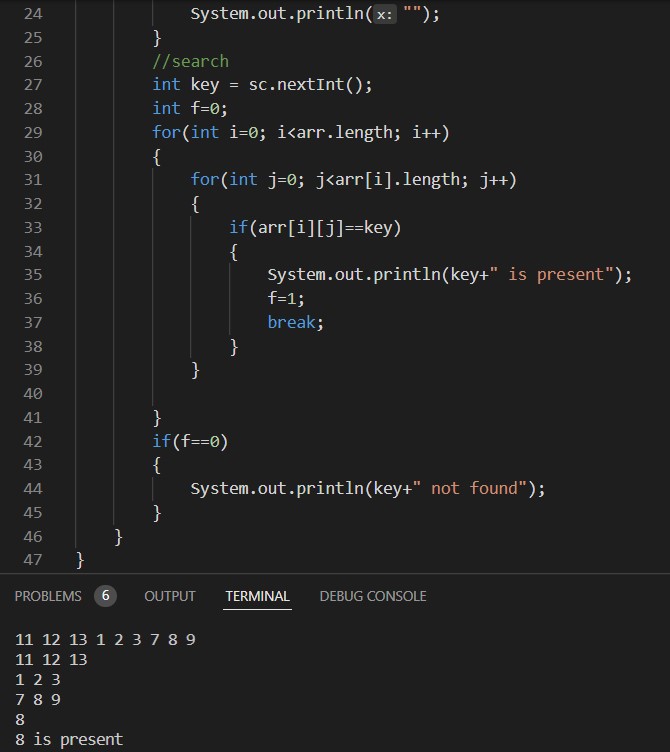 24 System.out.println( x: "");
25 }
26 //search
27 int key = sc.nextInt();
28 int f=0;
29 for(int i=0; i<arr.length; i++)
30 {
31 for(int j=0; j<arr[i].length; j++)
32 {
33 if(arr[i][j]==key)
34 {
35 System.out.println(key+" is present");
36 f=1;
37 break;
38 }
39 }
40
41 }
42 if(f==0)
43 {
44 System.out.println(key+" not found");
45 }
46 }
47 }
PROBLEMS 6 OUTPUT TERMINAL DEBUG CONSOLE
11 12 13 1 2 3 7 8 9
11 12 13
1 2 3
7 8 9
8
8 is present